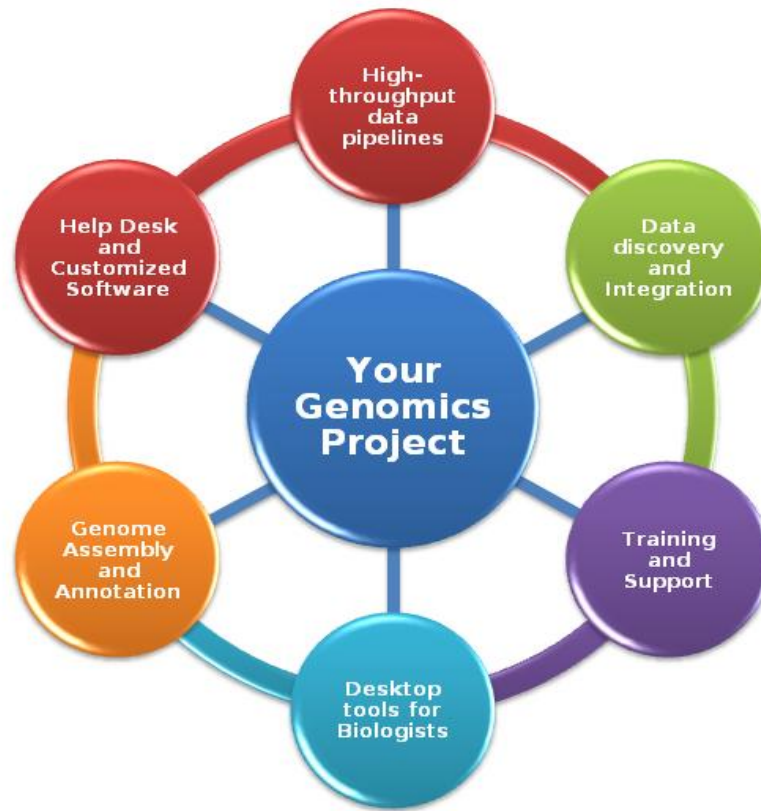 High-
throughput
data
pipelines
Help Desk
and
Customized
Software
Data
discovery
and
Integration
Your
Genomics
Project
Genome
Assembly
and
Annotation
Training
and
Support
Desktop
tools for
Biologists